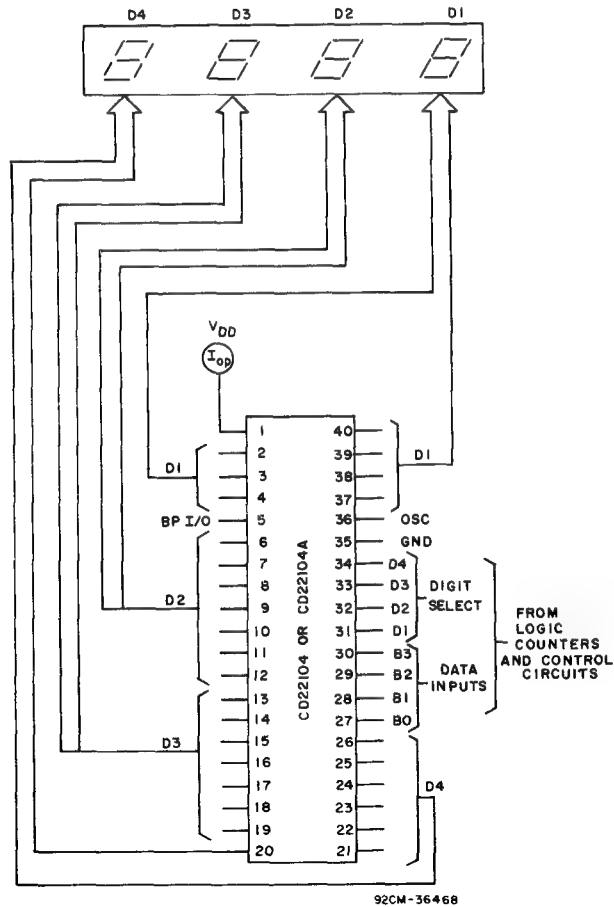 D4 D3 D2 D1
VDD
Iop
1 40
2 39
D1 3 38 D1
4 37
BP I/O 5 36 OSC
6 35 GND
7 34 D4
8 33 D3 DIGIT
D2 9 32 D2 SELECT
10 31 D1
11 30 B3
12 29 B2 DATA
13 28 B1 INPUTS
14 27 B0
D3 15 26
16 25
17 24 D4
18 23
19 22
20 21
CD22104 OR CD22104A
FROM
LOGIC
COUNTERS
AND CONTROL
CIRCUITS
92CM-36468